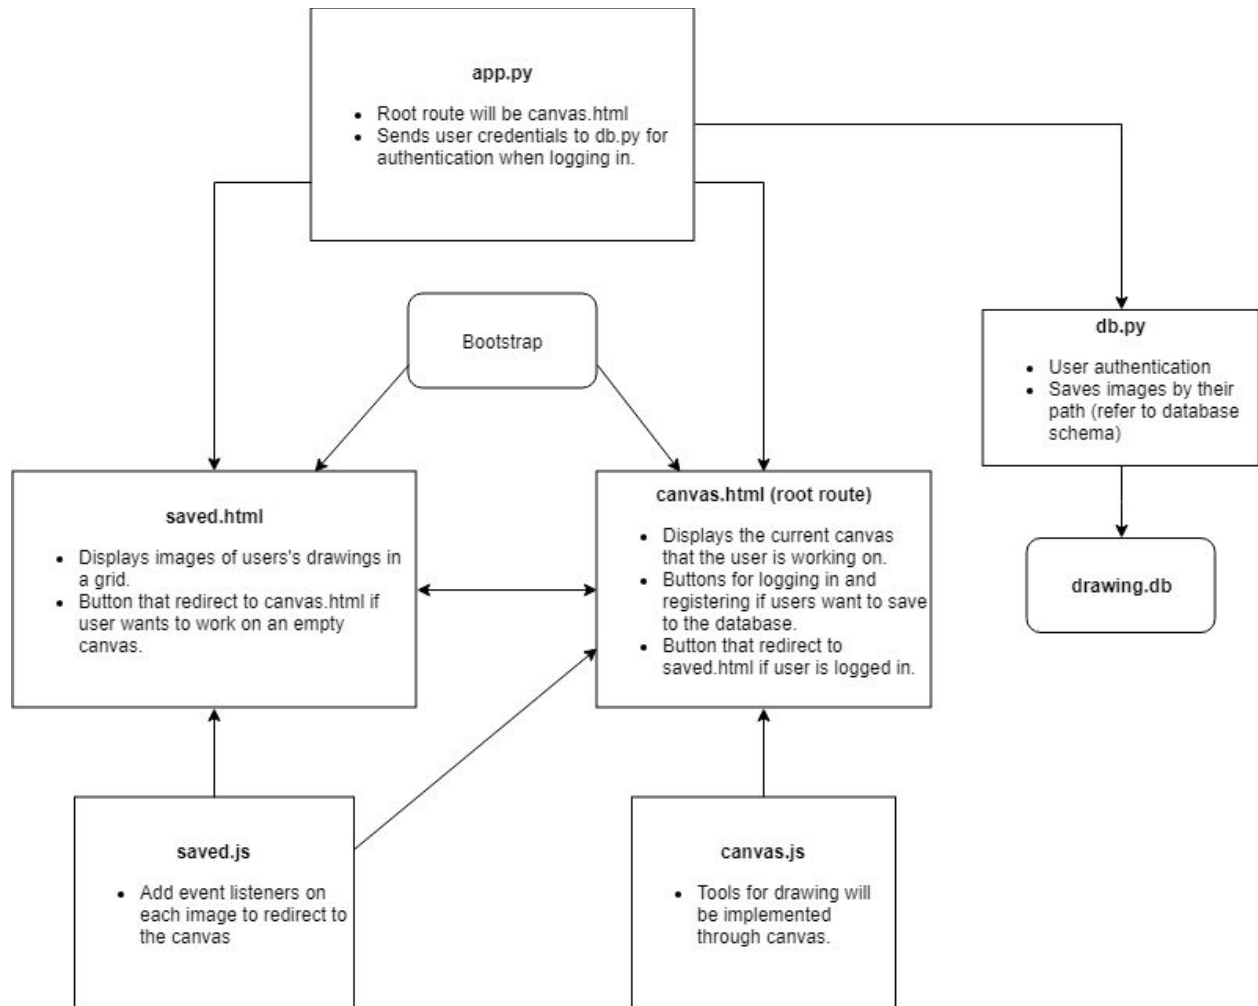 app.py
• Root route will be canvas.html
• Sends user credentials to db.py for
authentication when logging in.
Bootstrap
db.py
• User authentication
• Saves images by their
path (refer to database
schema)
saved.html
• Displays images of users's drawings in
a grid.
• Button that redirect to canvas.html if
user wants to work on an empty
canvas.
canvas.html (root route)
• Displays the current canvas
that the user is working on.
• Buttons for logging in and
registering if users want to save
to the database.
• Button that redirect to
saved.html if user is logged in.
drawing.db
saved.js
• Add event listeners on
each image to redirect to
the canvas
canvas.js
• Tools for drawing will
be implemented
through canvas.